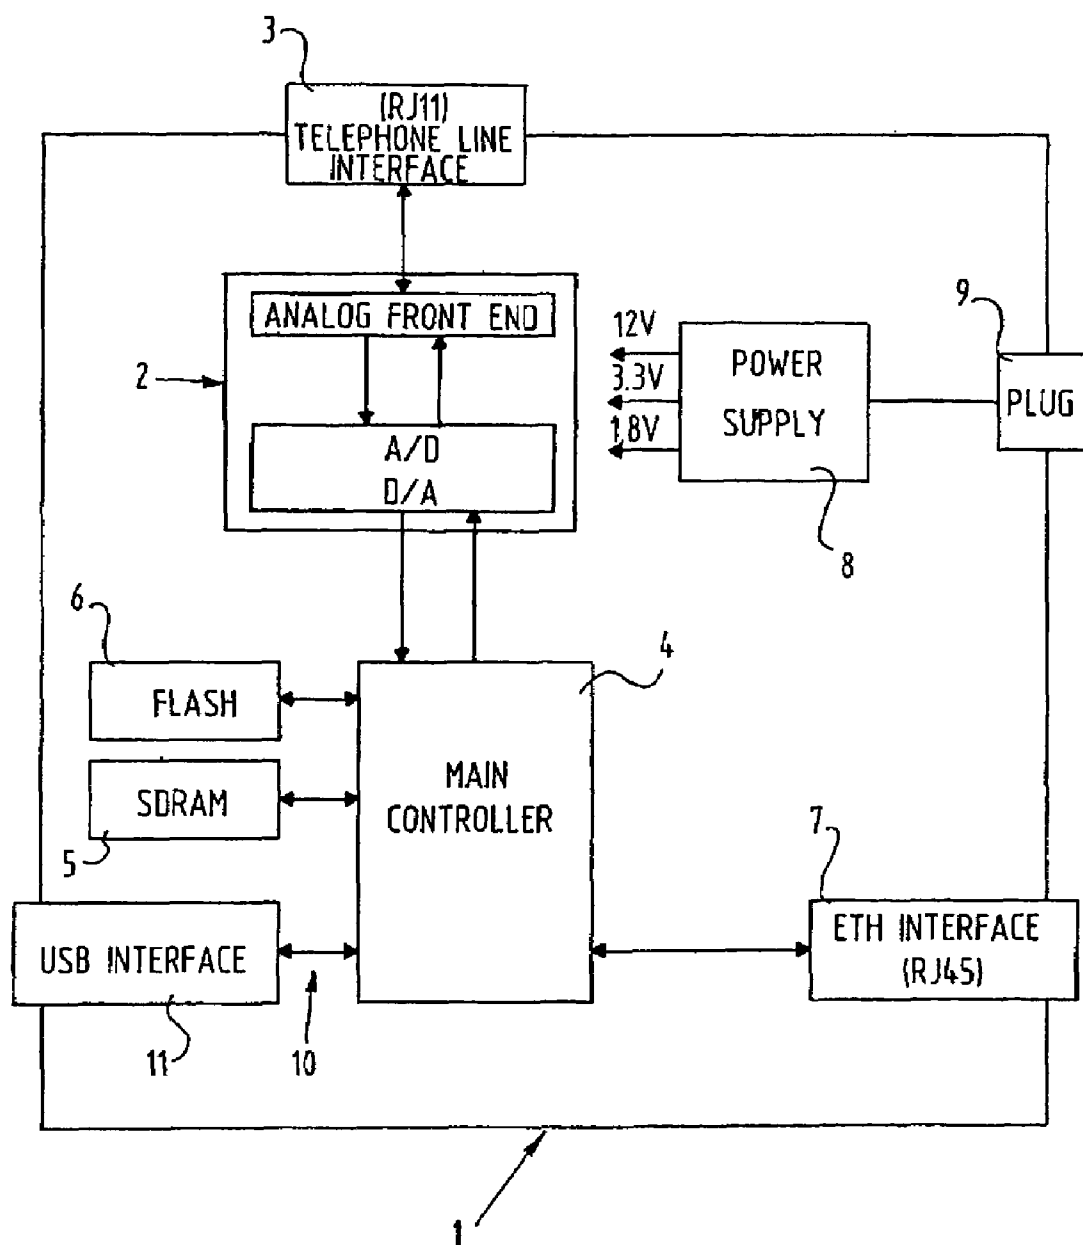 3
(RJ11)
TELEPHONE LINE
INTERFACE
ANALOG FRONT END
2
A/D
D/A
12V
3.3V
1.8V
POWER
SUPPLY
8
9
PLUG
6
FLASH
SDRAM
5
4
MAIN
CONTROLLER
7
ETH INTERFACE
(RJ45)
USB INTERFACE
11
10
1